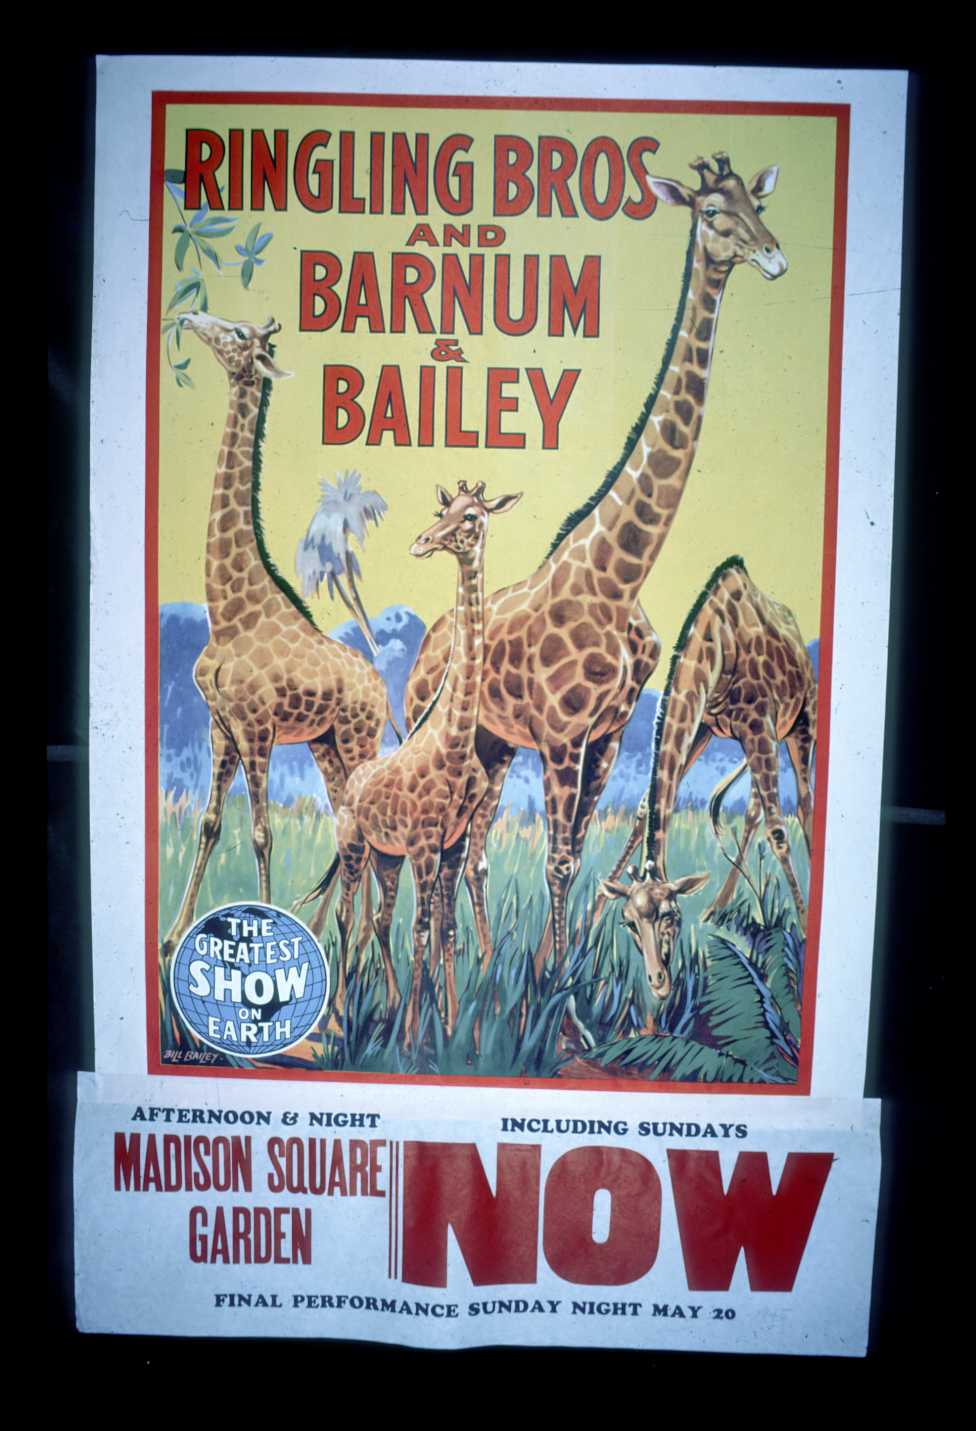 RINGLING BROS
AND
BARNUM
&
BAILEY
THE
GREATEST
SHOW
ON
EARTH
BILL BAILEY.
AFTERNOON & NIGHT
MADISON SQUARE
GARDEN
INCLUDING SUNDAYS
NOW
FINAL PERFORMANCE SUNDAY NIGHT MAY 20